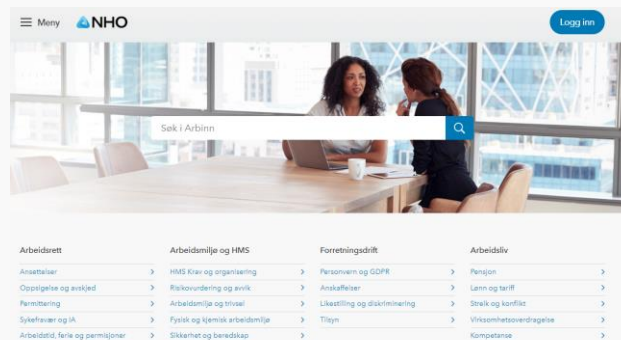 Meny
NHO
Logg inn
Søk i Arbinn
Arbeidsrett
Ansettelser
Oppsigelse og avskjed
Permittering
Sykefravær og IA
Arbeidstid, ferie og permisjoner
Arbeidsmiljø og HMS
HMS Krav og organisering
Risikovurdering og avvik
Arbeidsmiljø og trivsel
Fysisk og kjemisk arbeidsmiljø
Sikkerhet og beredskap
Forretningsdrift
Personvern og GDPR
Anskaffelser
Likestilling og diskriminering
Tilsyn
Arbeidsliv
Pensjon
Lønn og tariff
Streik og konflikt
Virksomhetsoverdragelse
Kompetanse